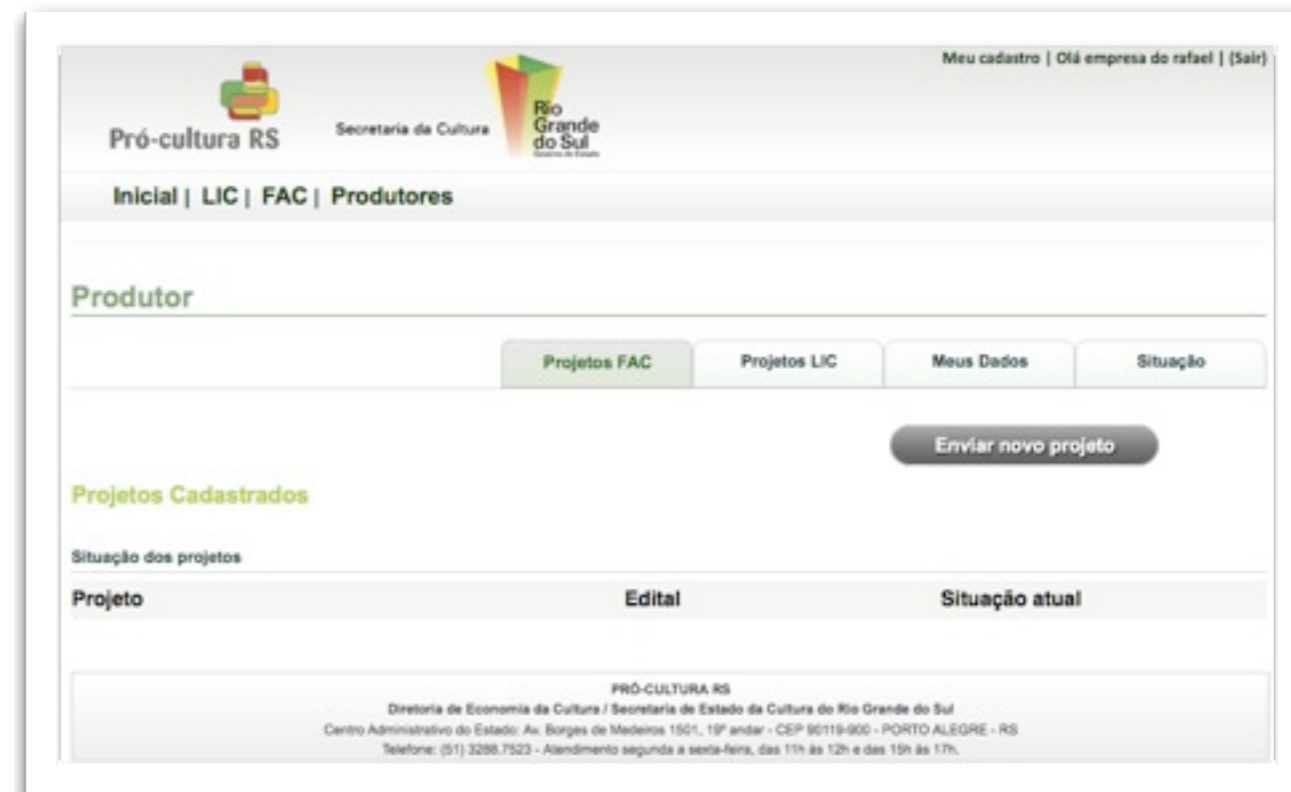 Meu cadastro | Olá empresa do rafael | (Sair)
Pró-cultura RS
Secretaria da Cultura
Rio
Grande
do Sul
Governo do Estado
Inicial | LIC | FAC | Produtores
Produtor
Projetos FAC
Projetos LIC
Meus Dados
Situação
Enviar novo projeto
Projetos Cadastrados
Situação dos projetos
Projeto Edital Situação atual
PRÓ-CULTURA RS
Diretoria de Economia da Cultura / Secretaria de Estado da Cultura do Rio Grande do Sul
Centro Administrativo do Estado: Av. Borges de Medeiros 1501, 19º andar - CEP 90119-900 - PORTO ALEGRE - RS
Telefone: (51) 3288.7523 - Atendimento segunda a sexta-feira, das 11h às 12h e das 15h às 17h.